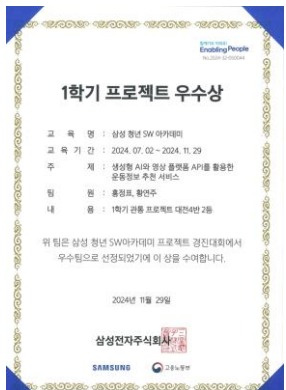 함께가요 미래로!
Enabling People
1학기 프로젝트 우수상
교 육 명 : 삼성 청년 SW 아카데미
교 육 기 간 : 2024. 07. 02 ~ 2024. 11. 29
주 제 : 생성형 AI와 영상 플랫폼 API를 활용한
운동정보 추천 서비스
팀 원 : 홍정표, 황연주
내 용 : 1학기 관통 프로젝트 대전4반 2등
위 팀은 삼성 청년 SW아카데미 프로젝트 경진대회에서
우수팀으로 선정되었기에 이 상을 수여합니다.
2024년 11월 29일
삼성전자주식회사
SAMSUNG 고용노동부